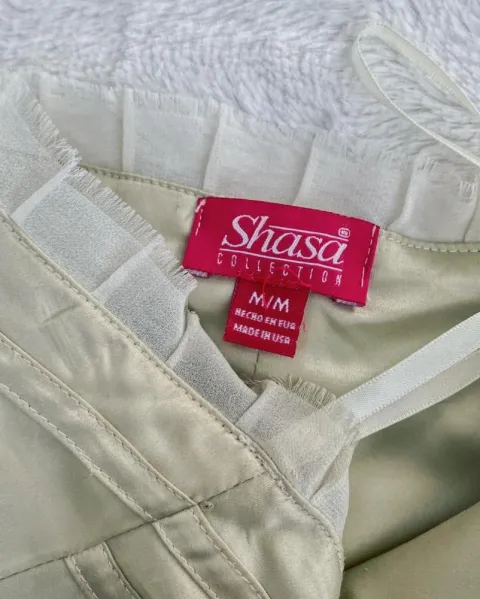 Shasa
COLLECTION
M/M
HECHO EN EUA
MADE IN USA